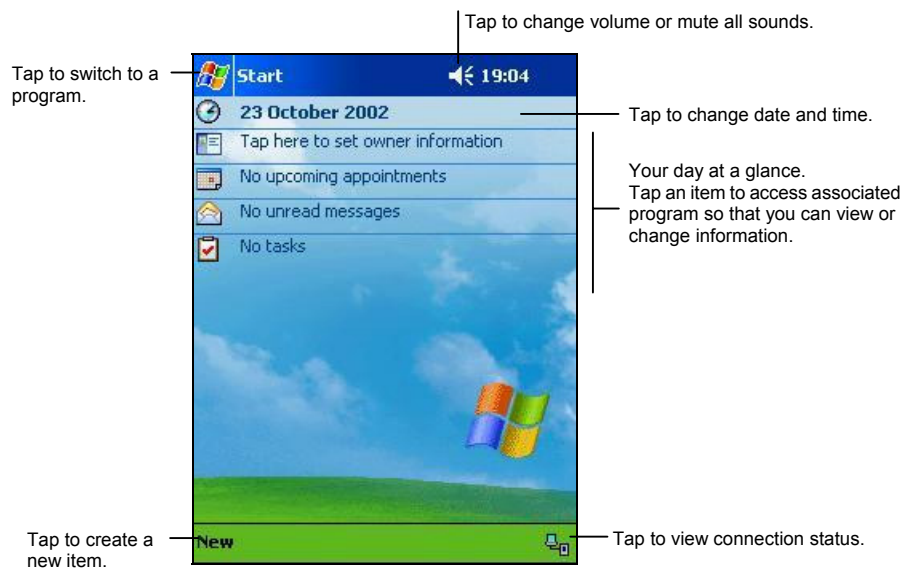 Tap to change volume or mute all sounds.
Tap to switch to a
program.
Start
19:04
23 October 2002
Tap to change date and time.
Tap here to set owner information
No upcoming appointments
No unread messages
No tasks
Your day at a glance.
Tap an item to access associated
program so that you can view or
change information.
Tap to create a
new item.
New
Tap to view connection status.